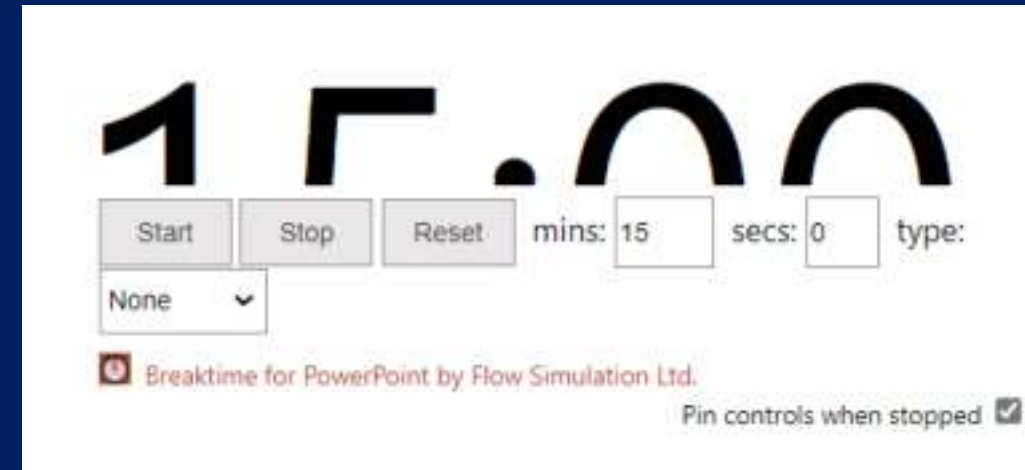 15:00
Start Stop Reset mins: 15 secs: 0 type:
None
Breaktime for PowerPoint by Flow Simulation Ltd.
Pin controls when stopped